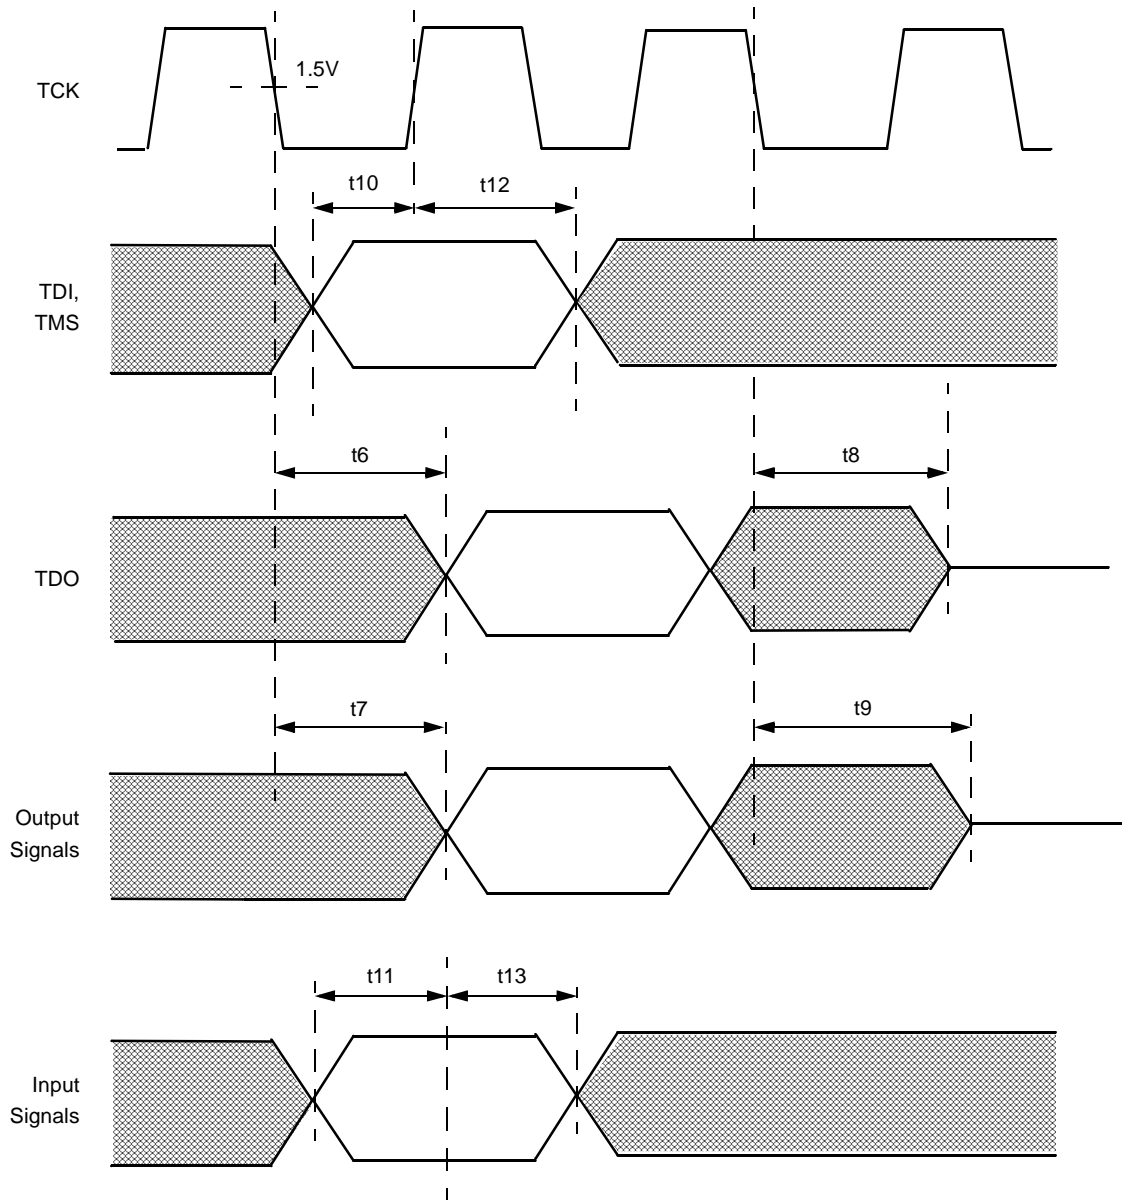 1.5V
TCK
t10
t12
TDI,
TMS
t6
t8
TDO
t7
t9
Output
Signals
t11
t13
Input
Signals